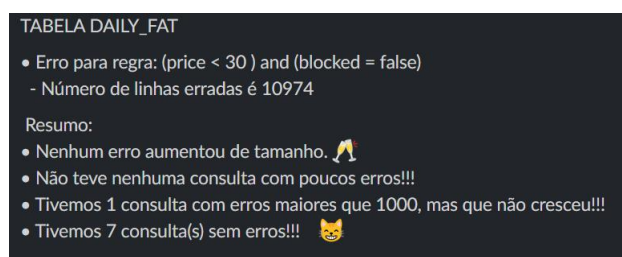 TABELA DAILY_FAT
• Erro para regra: (price < 30 ) and (blocked = false)
- Número de linhas erradas é 10974
Resumo:
• Nenhum erro aumentou de tamanho. 🥂
• Não teve nenhuma consulta com poucos erros!!!
• Tivemos 1 consulta com erros maiores que 1000, mas que não cresceu!!!
• Tivemos 7 consulta(s) sem erros!!! 😸